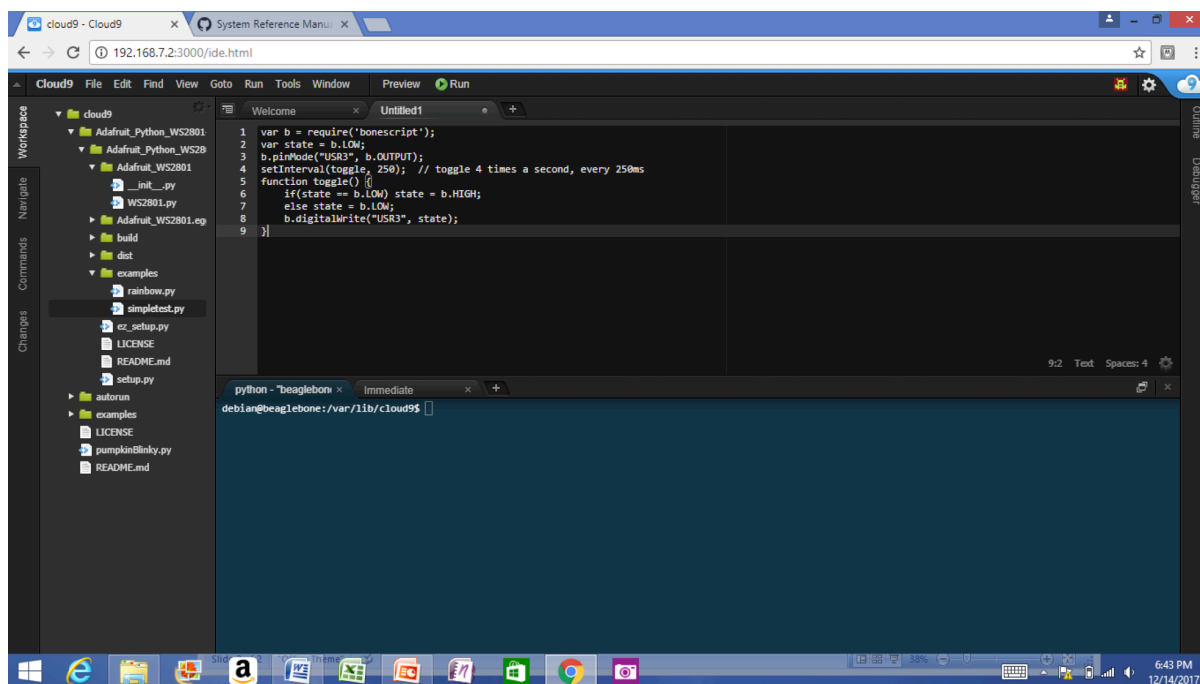 cloud9 - Cloud9
System Reference Manu
192.168.7.2:3000/ide.html
Cloud9 File Edit Find View Goto Run Tools Window Preview Run
Workspace
Navigate
Commands
Changes
cloud9
Adafruit_Python_WS2801-
Adafruit_Python_WS28
Adafruit_WS2801
__init__.py
WS2801.py
Adafruit_WS2801.eg
build
dist
examples
rainbow.py
simpletest.py
ez_setup.py
LICENSE
README.md
setup.py
autorun
examples
LICENSE
pumpkinBlinky.py
README.md
Welcome
Untitled1
1 var b = require('bonescript');
2 var state = b.LOW;
3 b.pinMode("USR3", b.OUTPUT);
4 setInterval(toggle, 250); // toggle 4 times a second, every 250ms
5 function toggle() {
6 if(state == b.LOW) state = b.HIGH;
7 else state = b.LOW;
8 b.digitalWrite("USR3", state);
9 }
9:2 Text Spaces: 4
Outline
Debugger
python - "beaglebon
Immediate
debian@beaglebone:/var/lib/cloud9$
38%
6:43 PM
12/14/2017